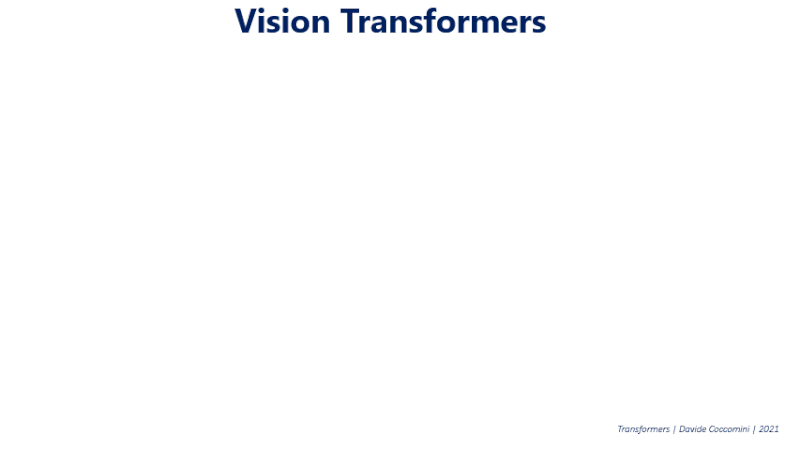 Vision Transformers
Transformers | Davide Coccomini | 2021